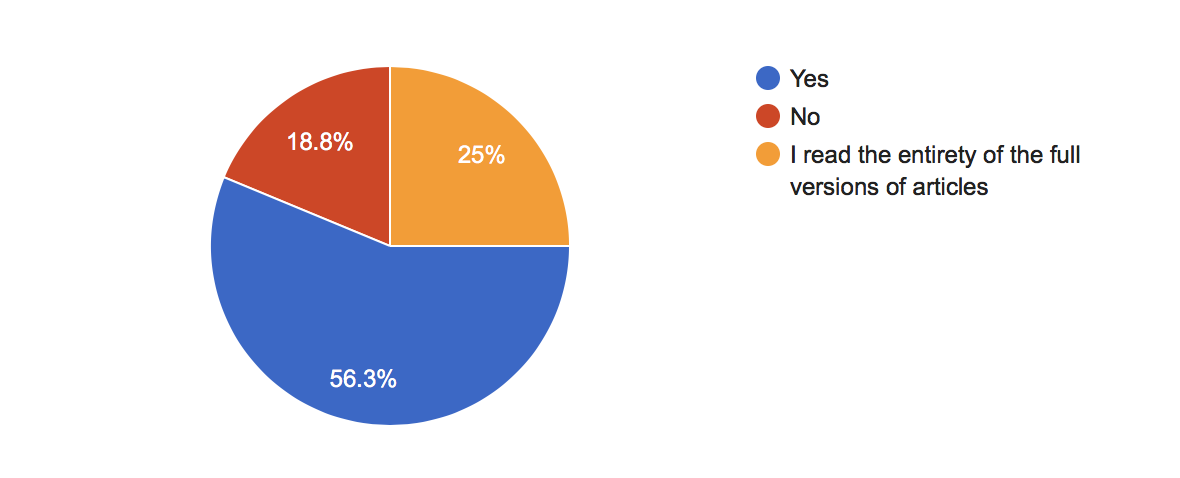 18.8%
25%
56.3%
Yes
No
I read the entirety of the full
versions of articles